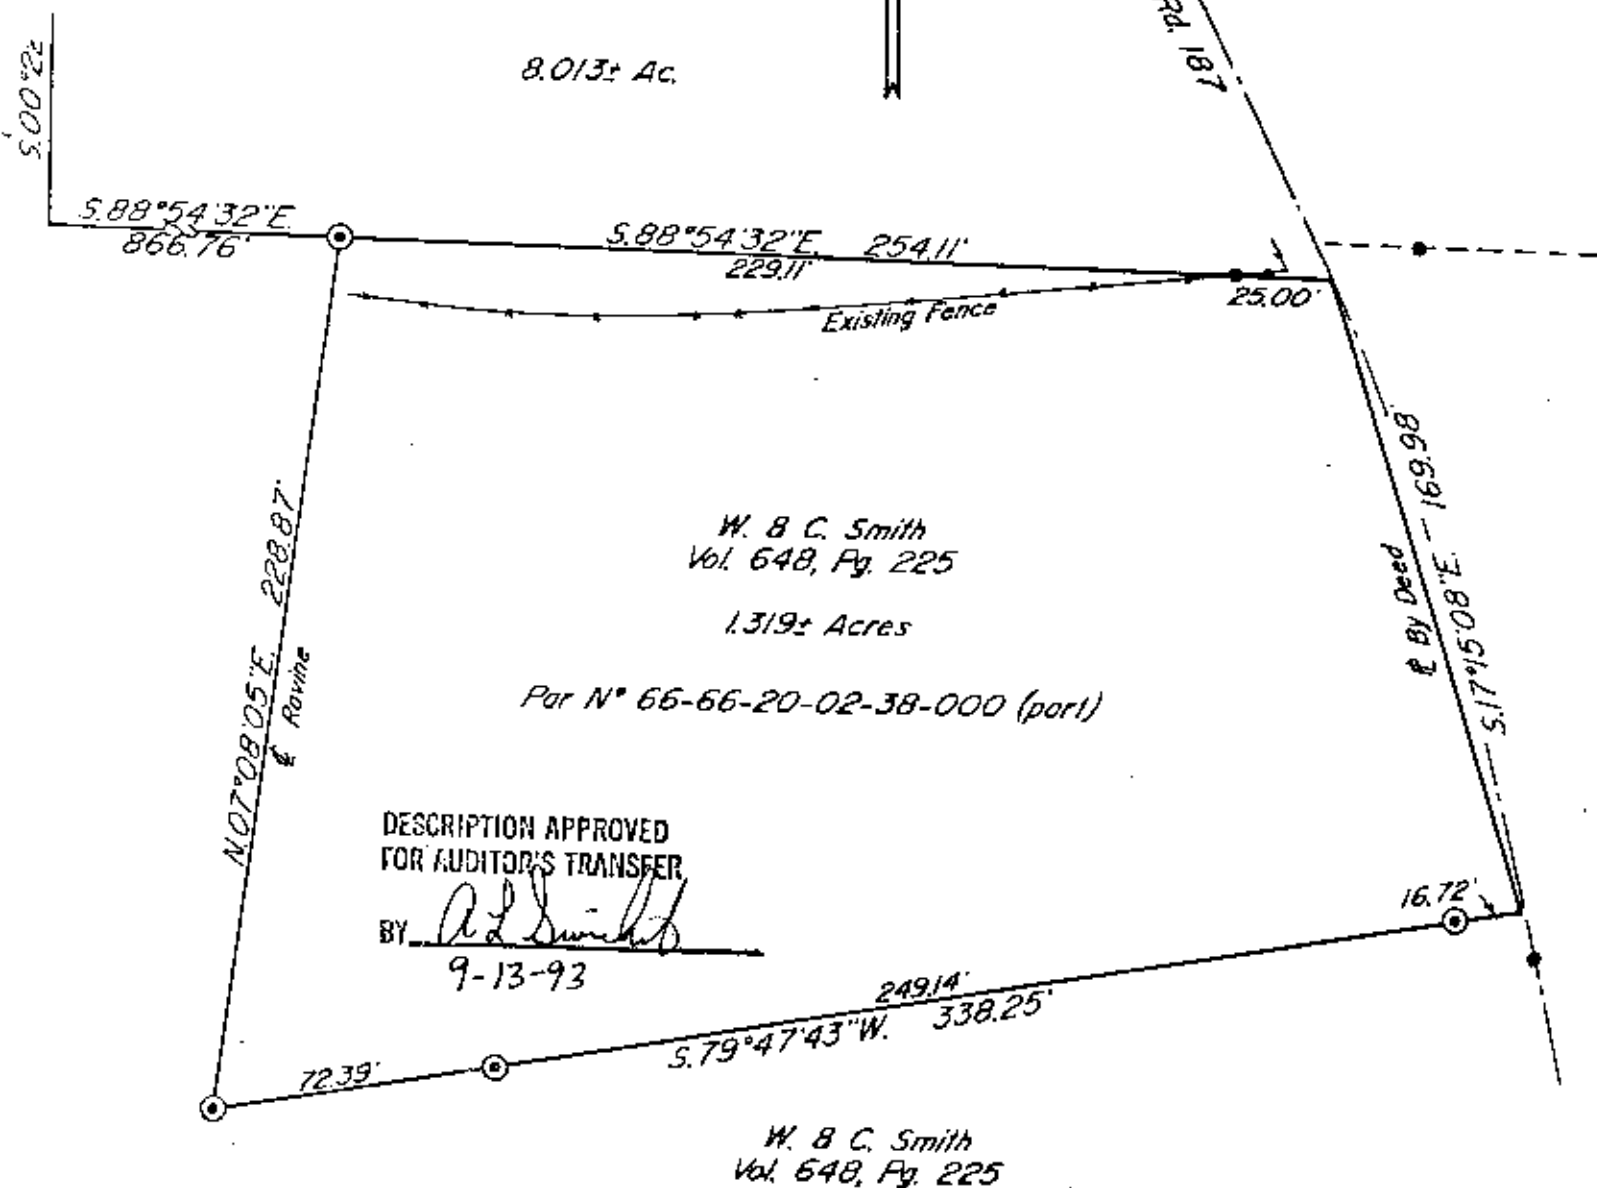 Rd. 187
8.013± Ac.
S.00°22'
S.88°54'32"E.
866.76'
S.88°54'32"E. 254.11'
229.11'
25.00'
Existing Fence
N.07°08'05"E. 228.87'
℄ Ravine
W. & C. Smith
Vol. 648, Pg. 225
1.319± Acres
Par Nº 66-66-20-02-38-000 (part)
S.17°15'08"E. 169.98'
℄ By Deed
DESCRIPTION APPROVED
FOR AUDITOR'S TRANSFER
BY
9-13-93
16.72'
249.14'
S.79°47'43"W. 338.25'
72.39'
W. & C. Smith
Vol. 648, Pg. 225